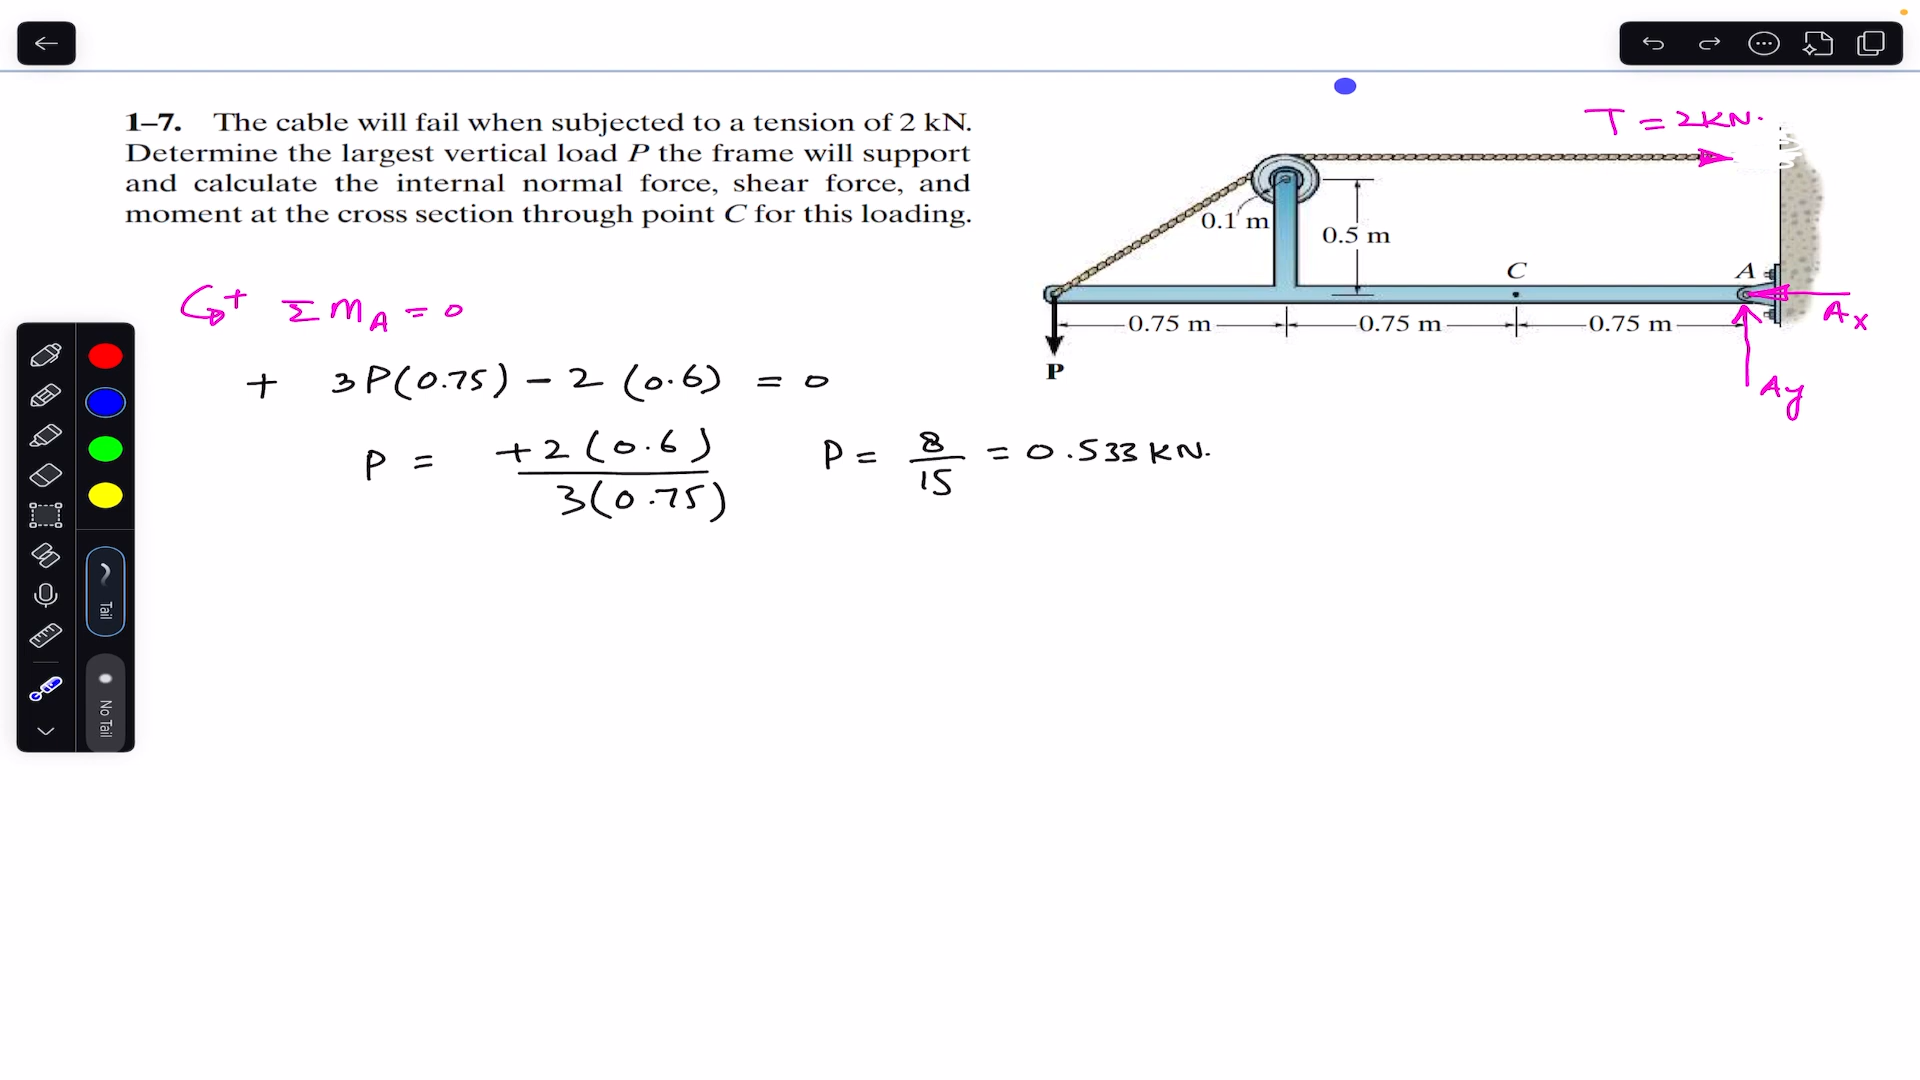 1–7. The cable will fail when subjected to a tension of 2 kN.
Determine the largest vertical load P the frame will support
and calculate the internal normal force, shear force, and
moment at the cross section through point C for this loading.
T = 2KN.
0.1 m
0.5 m
C
A
Ax
0.75 m
0.75 m
0.75 m
P
Ay
+ ΣMA = 0
+ 3P(0.75) - 2 (0.6) = 0
P = +2(0.6) / 3(0.75)
P = 8/15 = 0.533 KN.
Tail
No Tail